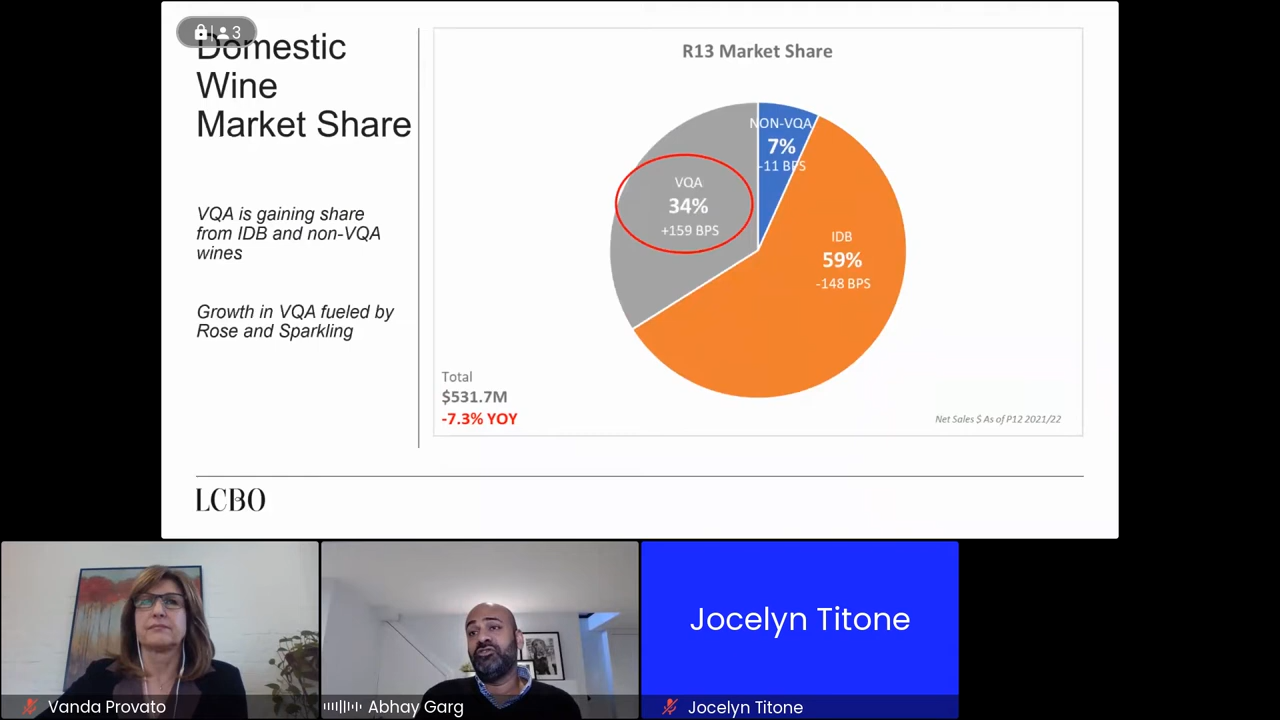 3
Domestic
Wine
Market Share
VQA is gaining share
from IDB and non-VQA
wines
Growth in VQA fueled by
Rose and Sparkling
R13 Market Share
NON-VQA
7%
-11 BPS
VQA
34%
+159 BPS
IDB
59%
-148 BPS
Total
$531.7M
-7.3% YOY
Net Sales $ As of P12 2021/22
LCBO
Jocelyn Titone
Vanda Provato
Abhay Garg
Jocelyn Titone